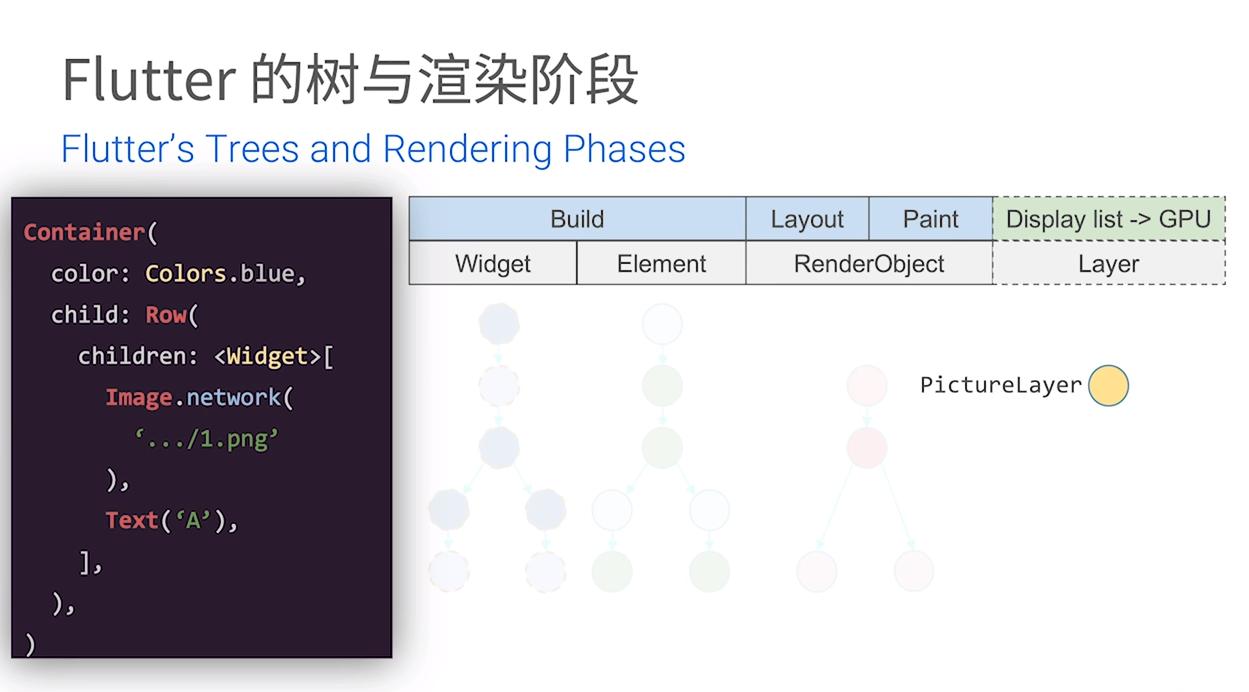 Flutter 的树与渲染阶段
Flutter’s Trees and Rendering Phases
Container(
color: Colors.blue,
child: Row(
children: <Widget>[
Image.network(
‘.../1.png’
),
Text(‘A’),
],
),
)
Build Layout Paint Display list -> GPU
Widget Element RenderObject Layer
PictureLayer